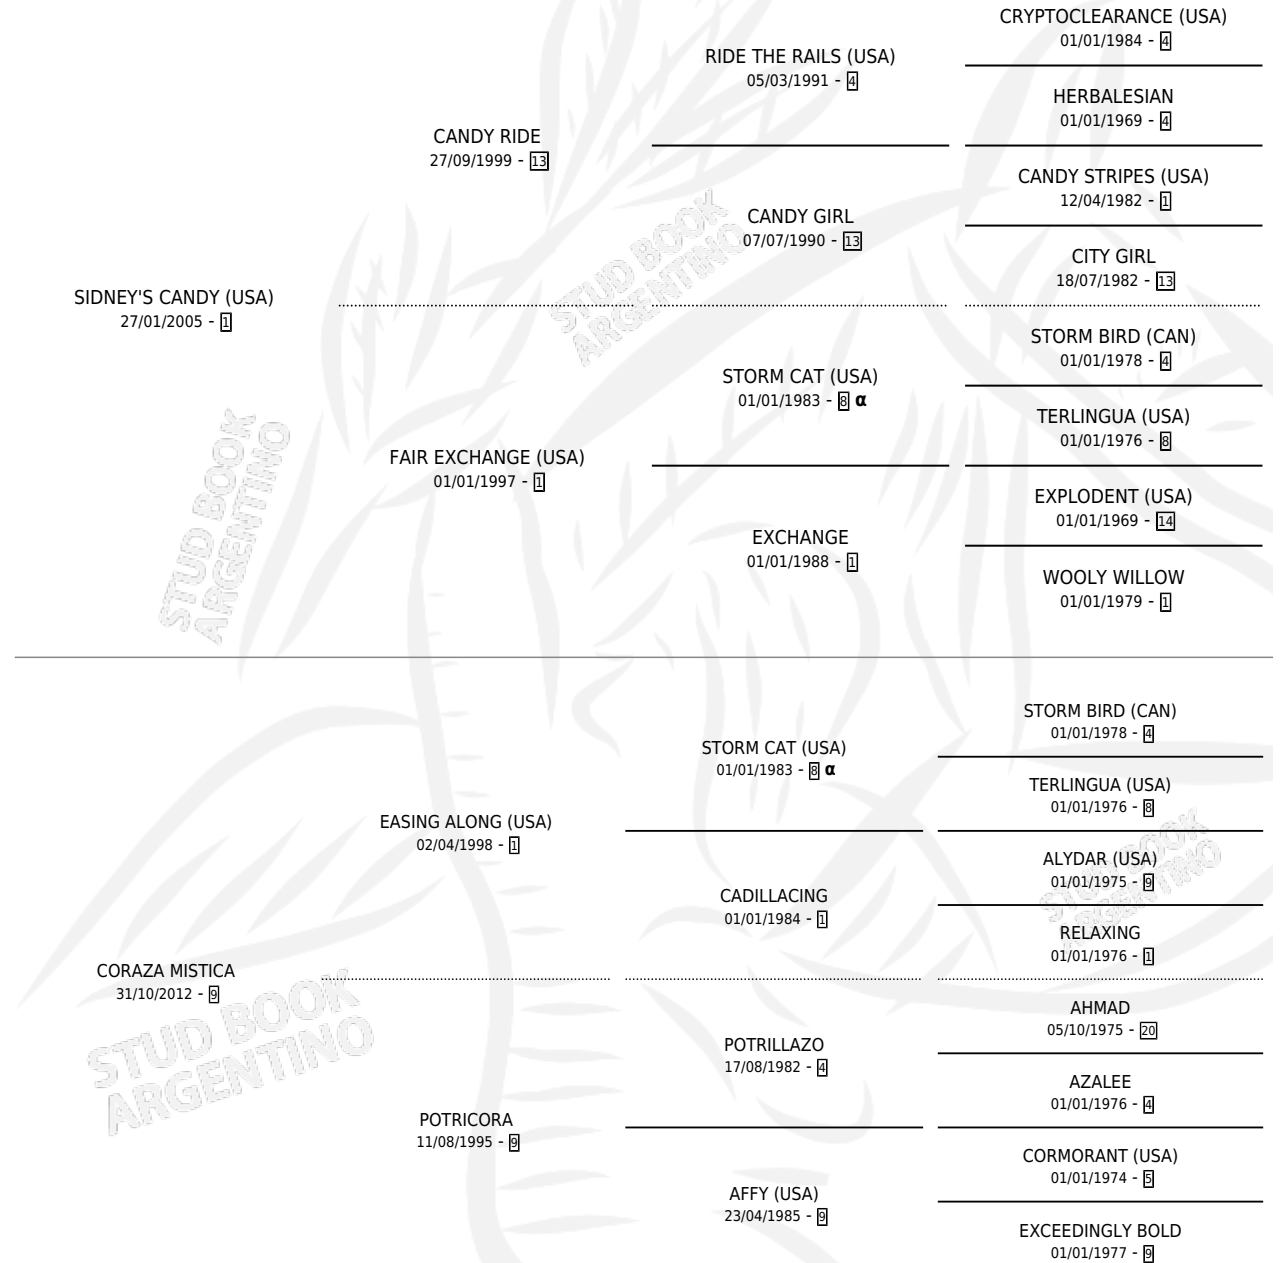 CRYPTOCLEARANCE (USA)
01/01/1984 - 4
RIDE THE RAILS (USA)
05/03/1991 - 4
HERBALESIAN
01/01/1969 - 4
CANDY RIDE
27/09/1999 - 13
CANDY STRIPES (USA)
12/04/1982 - 1
CANDY GIRL
07/07/1990 - 13
CITY GIRL
18/07/1982 - 13
SIDNEY'S CANDY (USA)
27/01/2005 - 1
STORM BIRD (CAN)
01/01/1978 - 4
STORM CAT (USA)
01/01/1983 - 8 α
TERLINGUA (USA)
01/01/1976 - 8
FAIR EXCHANGE (USA)
01/01/1997 - 1
EXPLODENT (USA)
01/01/1969 - 14
EXCHANGE
01/01/1988 - 1
WOOLY WILLOW
01/01/1979 - 1
STUD BOOK
ARGENTINO
STUD BOOK
ARGENTINO
STORM BIRD (CAN)
01/01/1978 - 4
STORM CAT (USA)
01/01/1983 - 8 α
TERLINGUA (USA)
01/01/1976 - 8
EASING ALONG (USA)
02/04/1998 - 1
ALYDAR (USA)
01/01/1975 - 9
CADILLACING
01/01/1984 - 1
RELAXING
01/01/1976 - 1
CORAZA MISTICA
31/10/2012 - 9
AHMAD
05/10/1975 - 20
POTRILLAZO
17/08/1982 - 4
AZALEE
01/01/1976 - 4
POTRICORA
11/08/1995 - 9
CORMORANT (USA)
01/01/1974 - 5
AFFY (USA)
23/04/1985 - 9
EXCEEDINGLY BOLD
01/01/1977 - 9
STUD BOOK
ARGENTINO
STUD BOOK
ARGENTINO